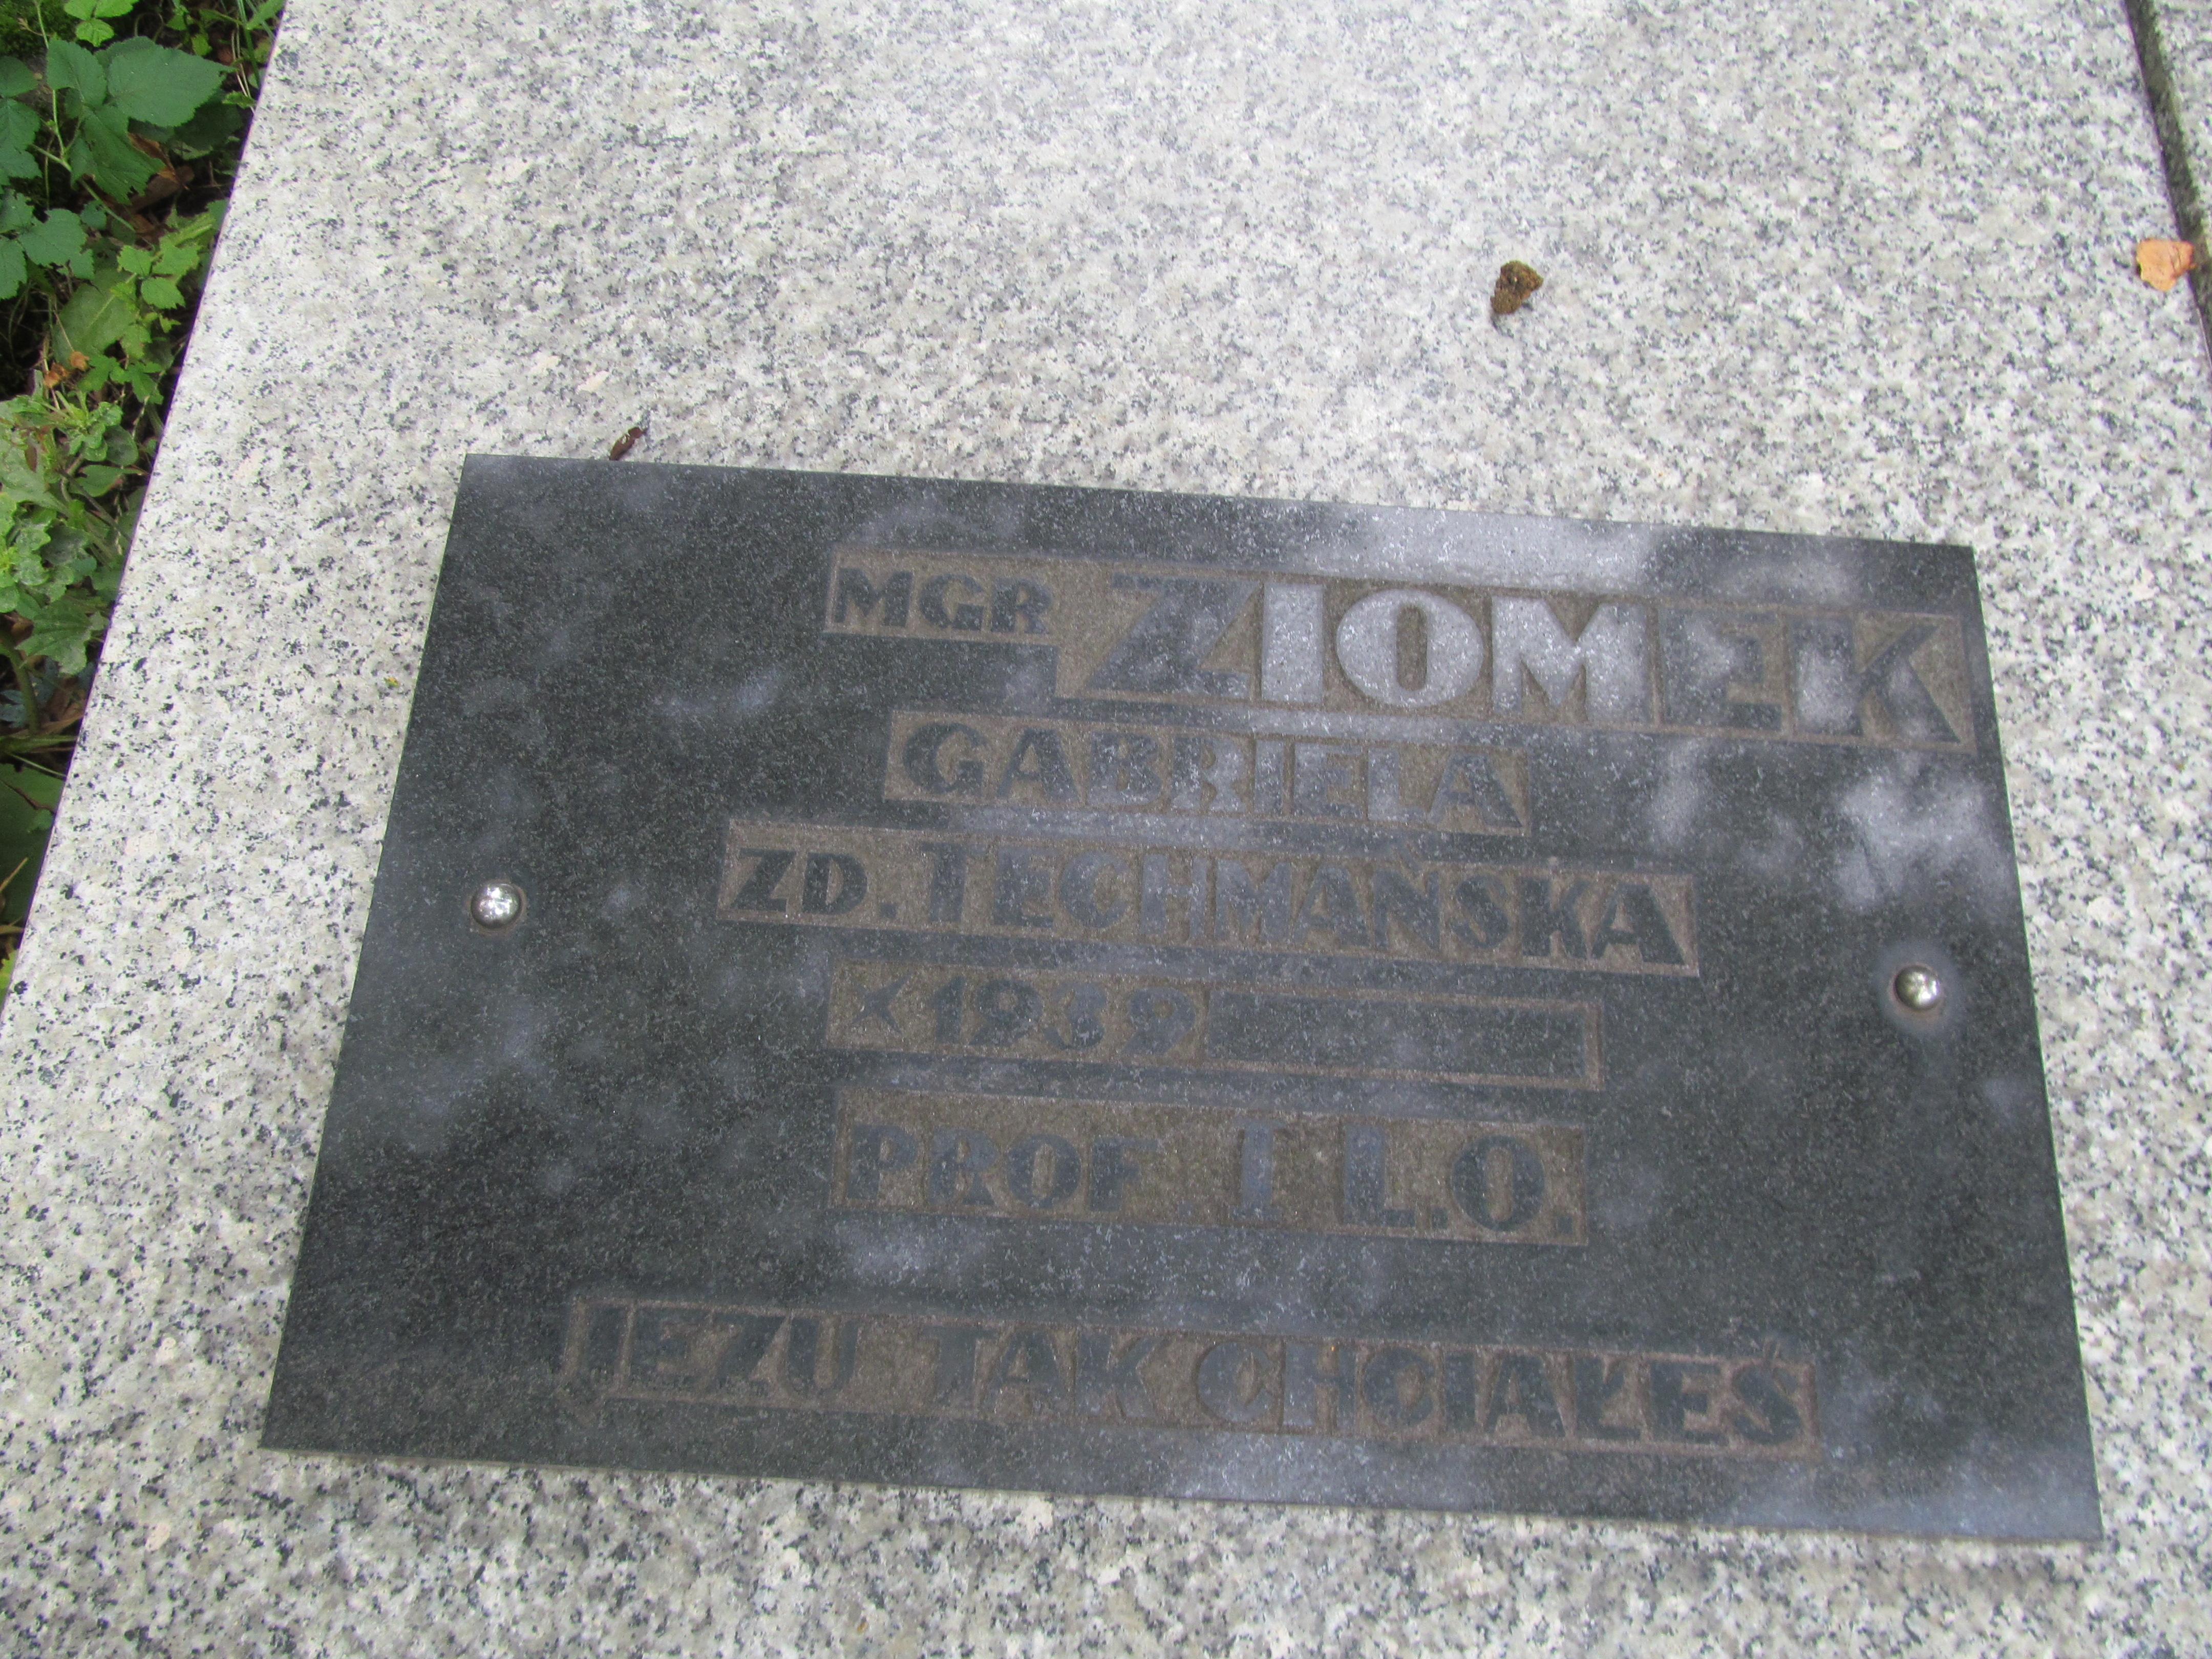 MGR ZIOMEK
GABRIELA
ZD. TECHMAŃSKA
1939
PROF. I L.O.
JEZU TAK CHCIAŁEŚ